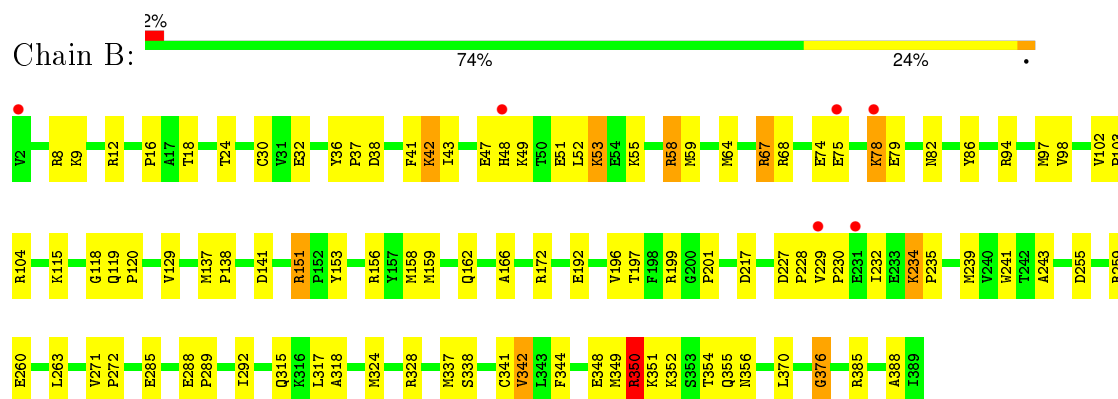 2%
Chain B:
74% 24% •
V2 R8 K9 R12 P16 A17 T18 T24 C30 V31 E32 Y36 P37 D38 F41 K42 I43 E47 H48 K49 T50 E51 L52 K53 E54 K55 R58 M59 M64 R67 R68 E74 E75 K78 E79 N82 Y86 R94 M97 V98 V102
R104 K115 G118 Q119 P120 V129 M137 P138 D141 R151 P152 Y153 R156 Y157 M158 M159 Q162 A166 R172 E192 V196 T197 F198 R199 G200 P201 D217 D227 P228 V229 P230 E231 I232 E233 K234 P235 M239 V240 W241 T242 A243 D255
E260 L263 V271 P272 E285 E288 P289 I292 Q315 K316 L317 A318 M324 R328 M337 S338 C341 V342 L343 F344 E348 M349 R350 K351 K352 S353 T354 Q355 N356 L370 G376 R385 A388 I389